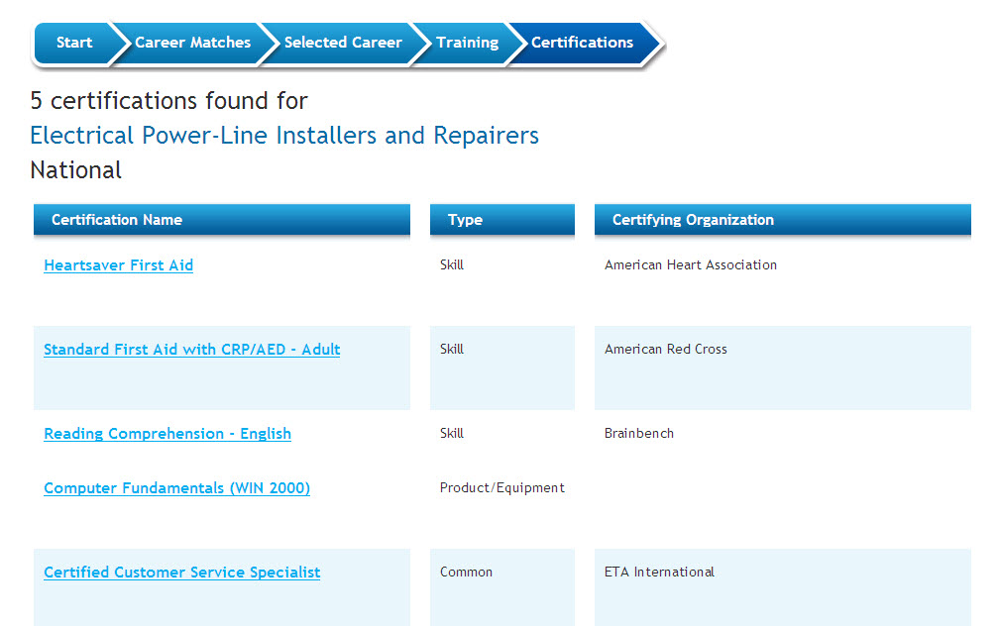 Start Career Matches Selected Career Training Certifications
5 certifications found for
Electrical Power-Line Installers and Repairers
National
Certification Name Type Certifying Organization
Heartsaver First Aid Skill American Heart Association
Standard First Aid with CRP/AED - Adult Skill American Red Cross
Reading Comprehension - English Skill Brainbench
Computer Fundamentals (WIN 2000) Product/Equipment
Certified Customer Service Specialist Common ETA International